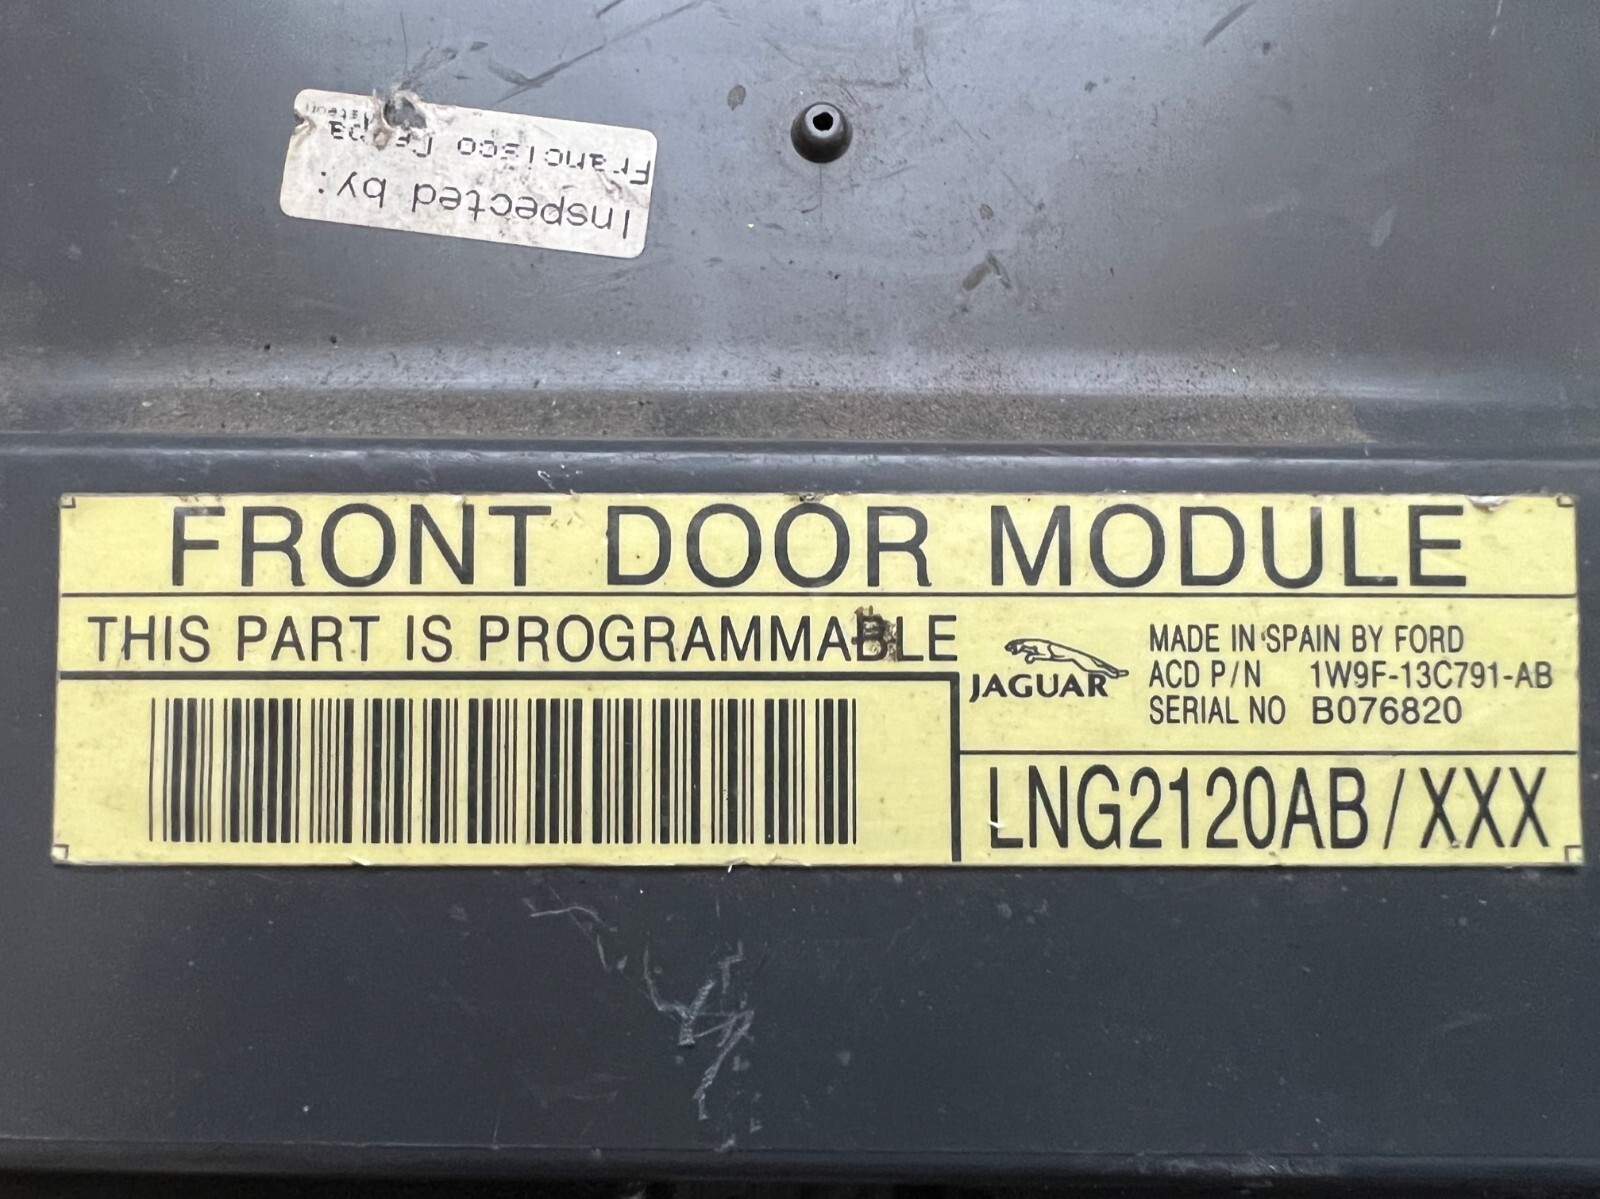 Inspected by:
Francisco
FRONT DOOR MODULE
THIS PART IS PROGRAMMABLE
JAGUAR
MADE IN SPAIN BY FORD
ACD P/N 1W9F-13C791-AB
SERIAL NO B076820
LNG2120AB/XXX